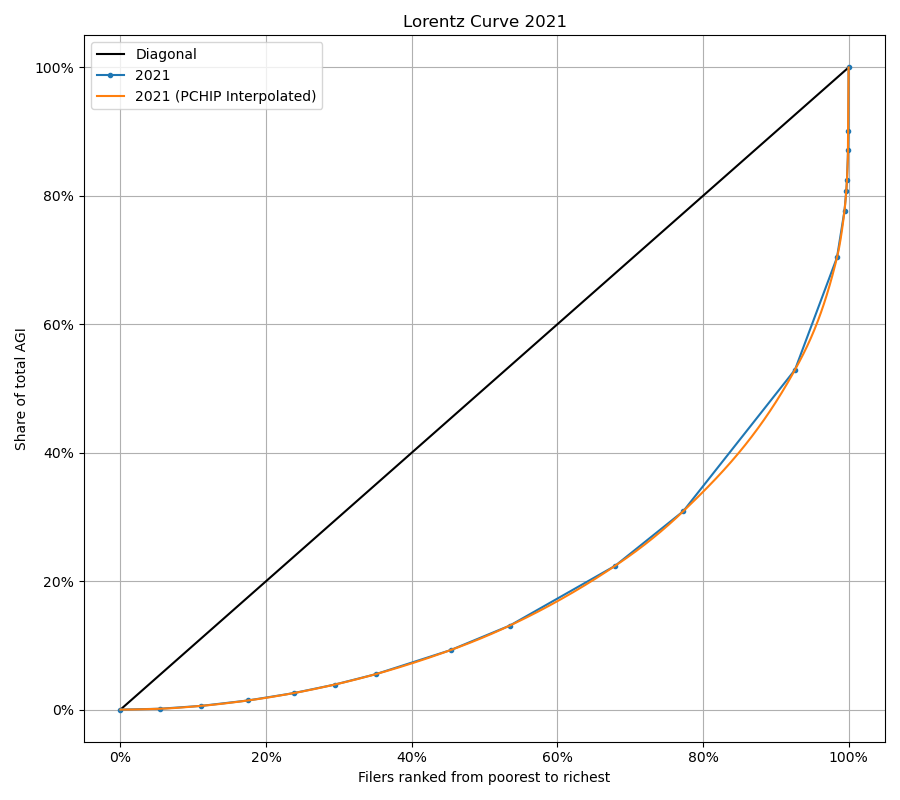 Lorentz Curve 2021
Diagonal
2021
2021 (PCHIP Interpolated)
100%
80%
60%
40%
20%
0%
Share of total AGI
0% 20% 40% 60% 80% 100%
Filers ranked from poorest to richest